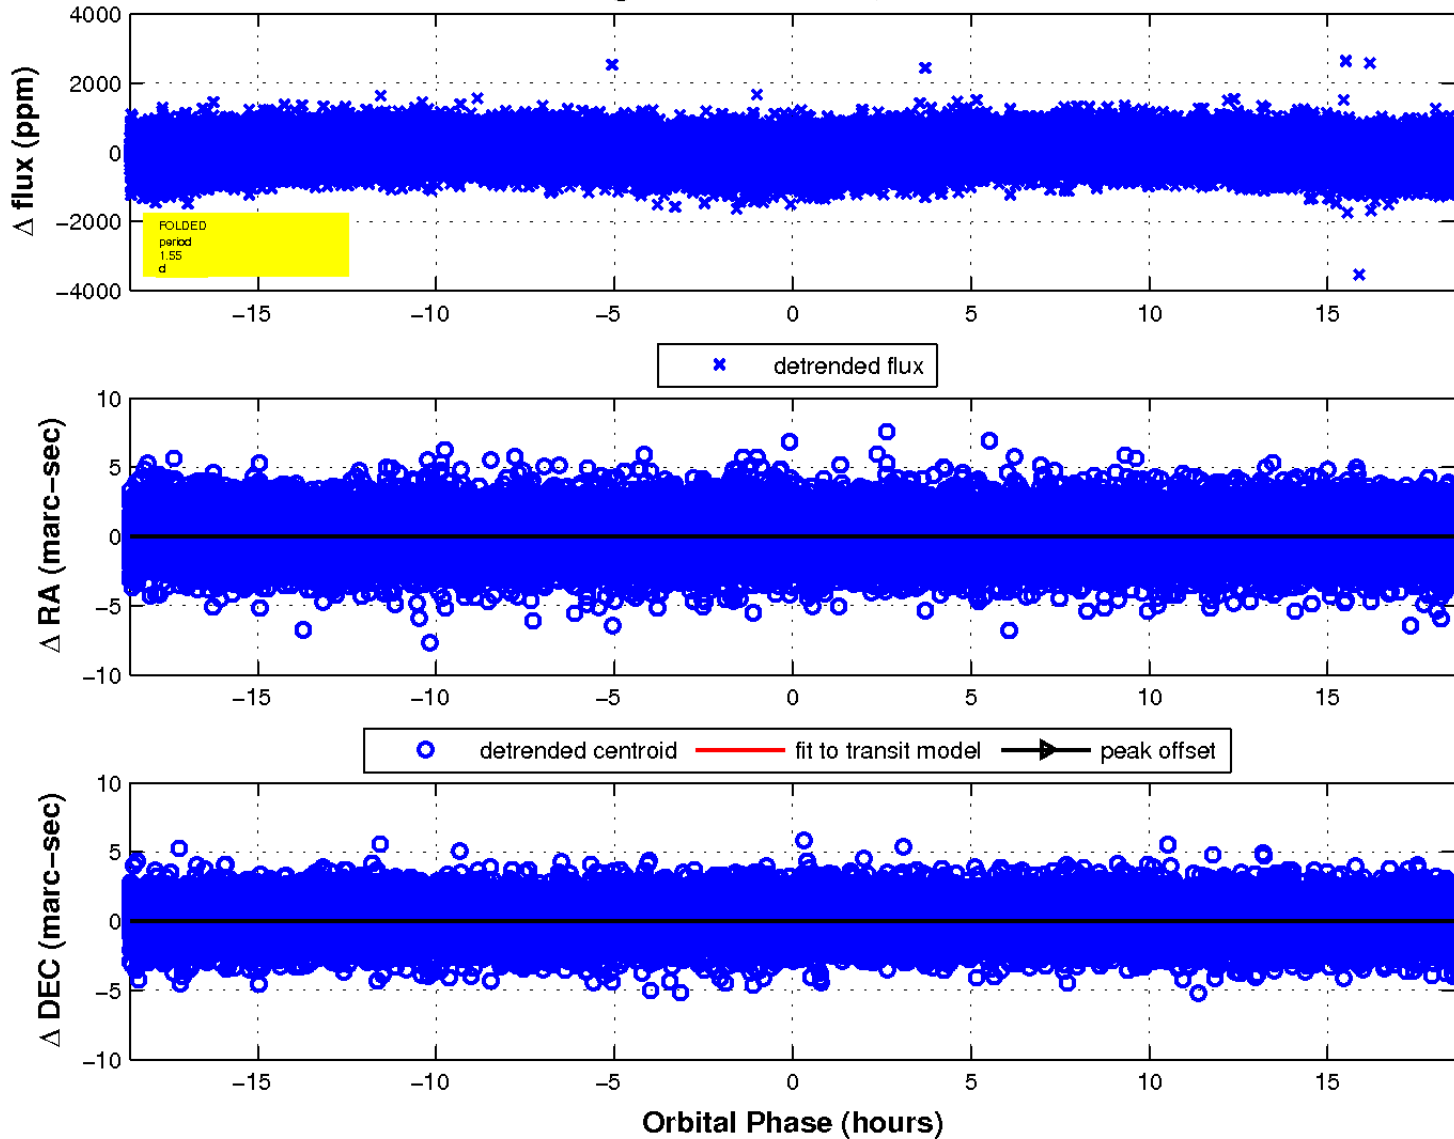 4000
2000
0
−2000
−4000
Δ flux (ppm)
FOLDED
period
1.55
d
−15 −10 −5 0 5 10 15
detrended flux
10
5
0
−5
−10
Δ RA (marc−sec)
−15 −10 −5 0 5 10 15
detrended centroid fit to transit model peak offset
10
5
0
−5
−10
Δ DEC (marc−sec)
−15 −10 −5 0 5 10 15
Orbital Phase (hours)